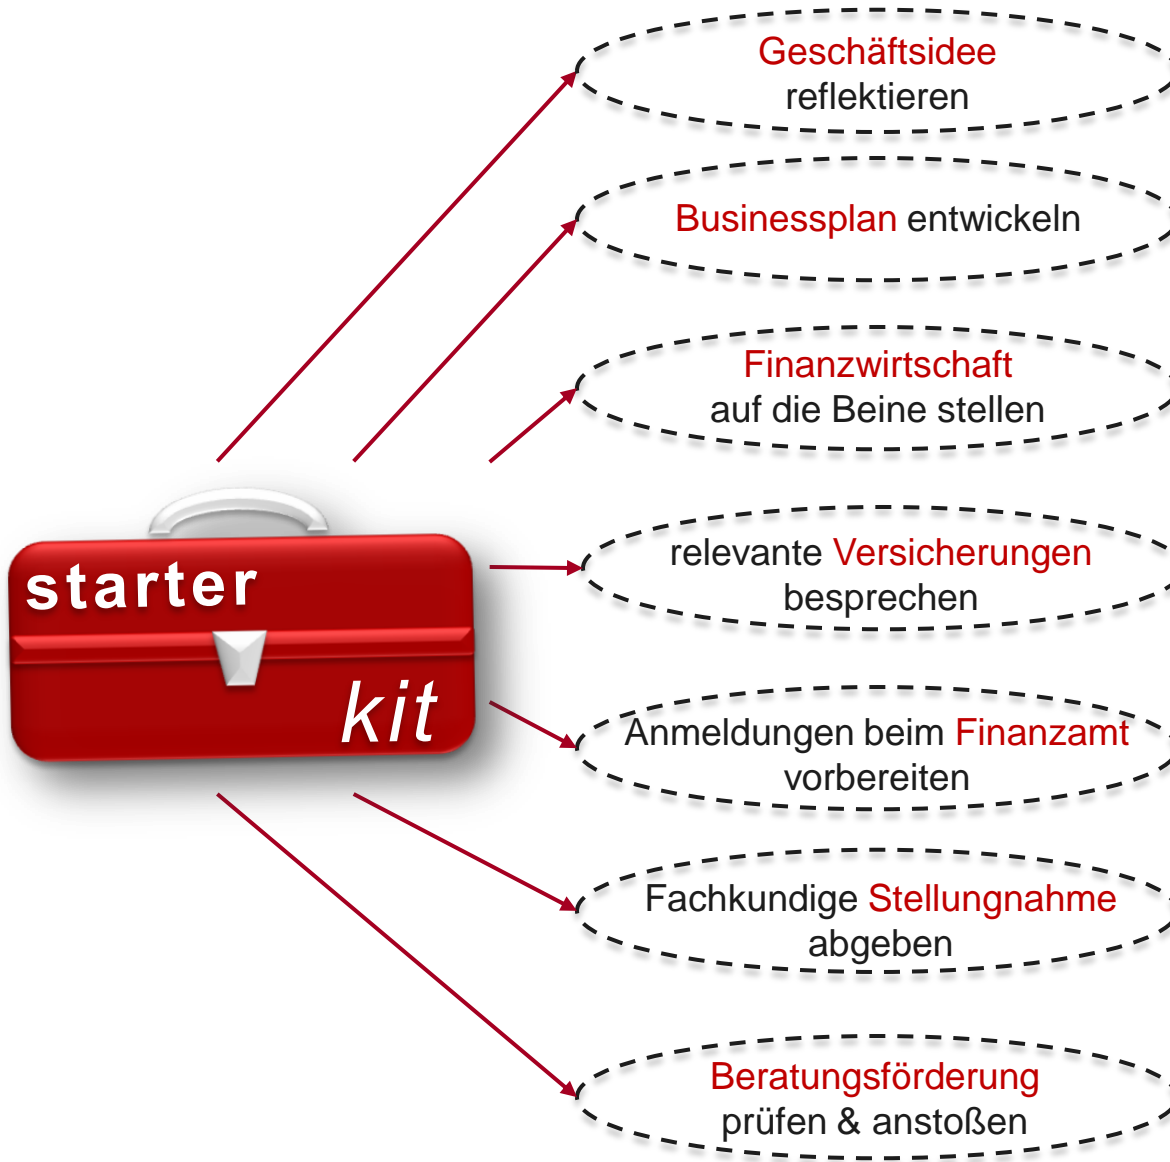 Geschäftsidee
reflektieren
Businessplan entwickeln
Finanzwirtschaft
auf die Beine stellen
starter
kit
relevante Versicherungen
besprechen
Anmeldungen beim Finanzamt
vorbereiten
Fachkundige Stellungnahme
abgeben
Beratungsförderung
prüfen & anstoßen